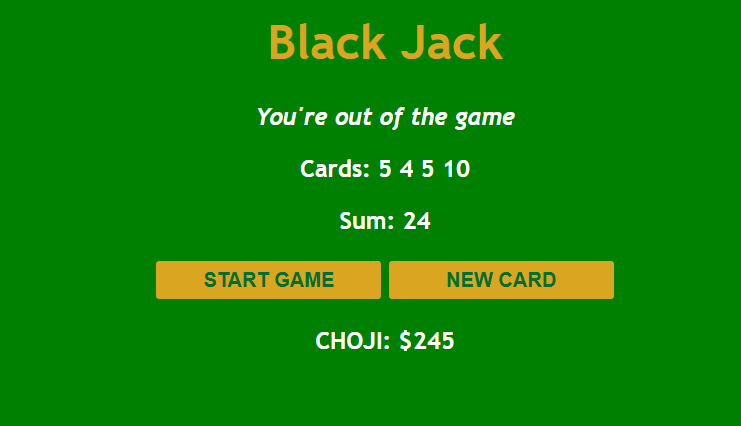 Black Jack
You're out of the game
Cards: 5 4 5 10
Sum: 24
START GAME NEW CARD
CHOJI: $245